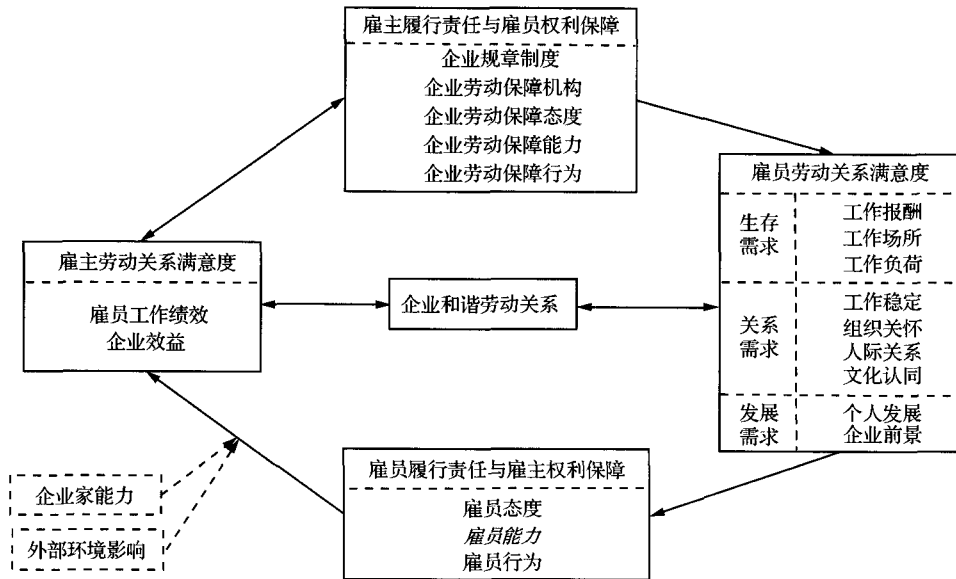 雇主履行责任与雇员权利保障
企业规章制度
企业劳动保障机构
企业劳动保障态度
企业劳动保障能力
企业劳动保障行为
雇员劳动关系满意度
生存
需求
工作报酬
工作场所
工作负荷
关系
需求
工作稳定
组织关怀
人际关系
文化认同
发展
需求
个人发展
企业前景
雇主劳动关系满意度
雇员工作绩效
企业效益
企业和谐劳动关系
雇员履行责任与雇主权利保障
雇员态度
雇员能力
雇员行为
企业家能力
外部环境影响